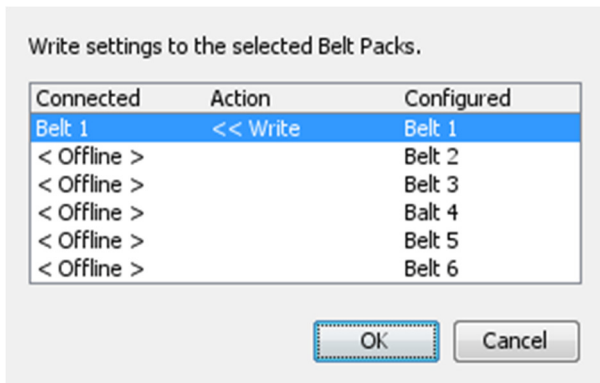 Write settings to the selected Belt Packs.
Connected Action Configured
Belt 1 << Write Belt 1
< Offline > Belt 2
< Offline > Belt 3
< Offline > Balt 4
< Offline > Belt 5
< Offline > Belt 6
OK Cancel